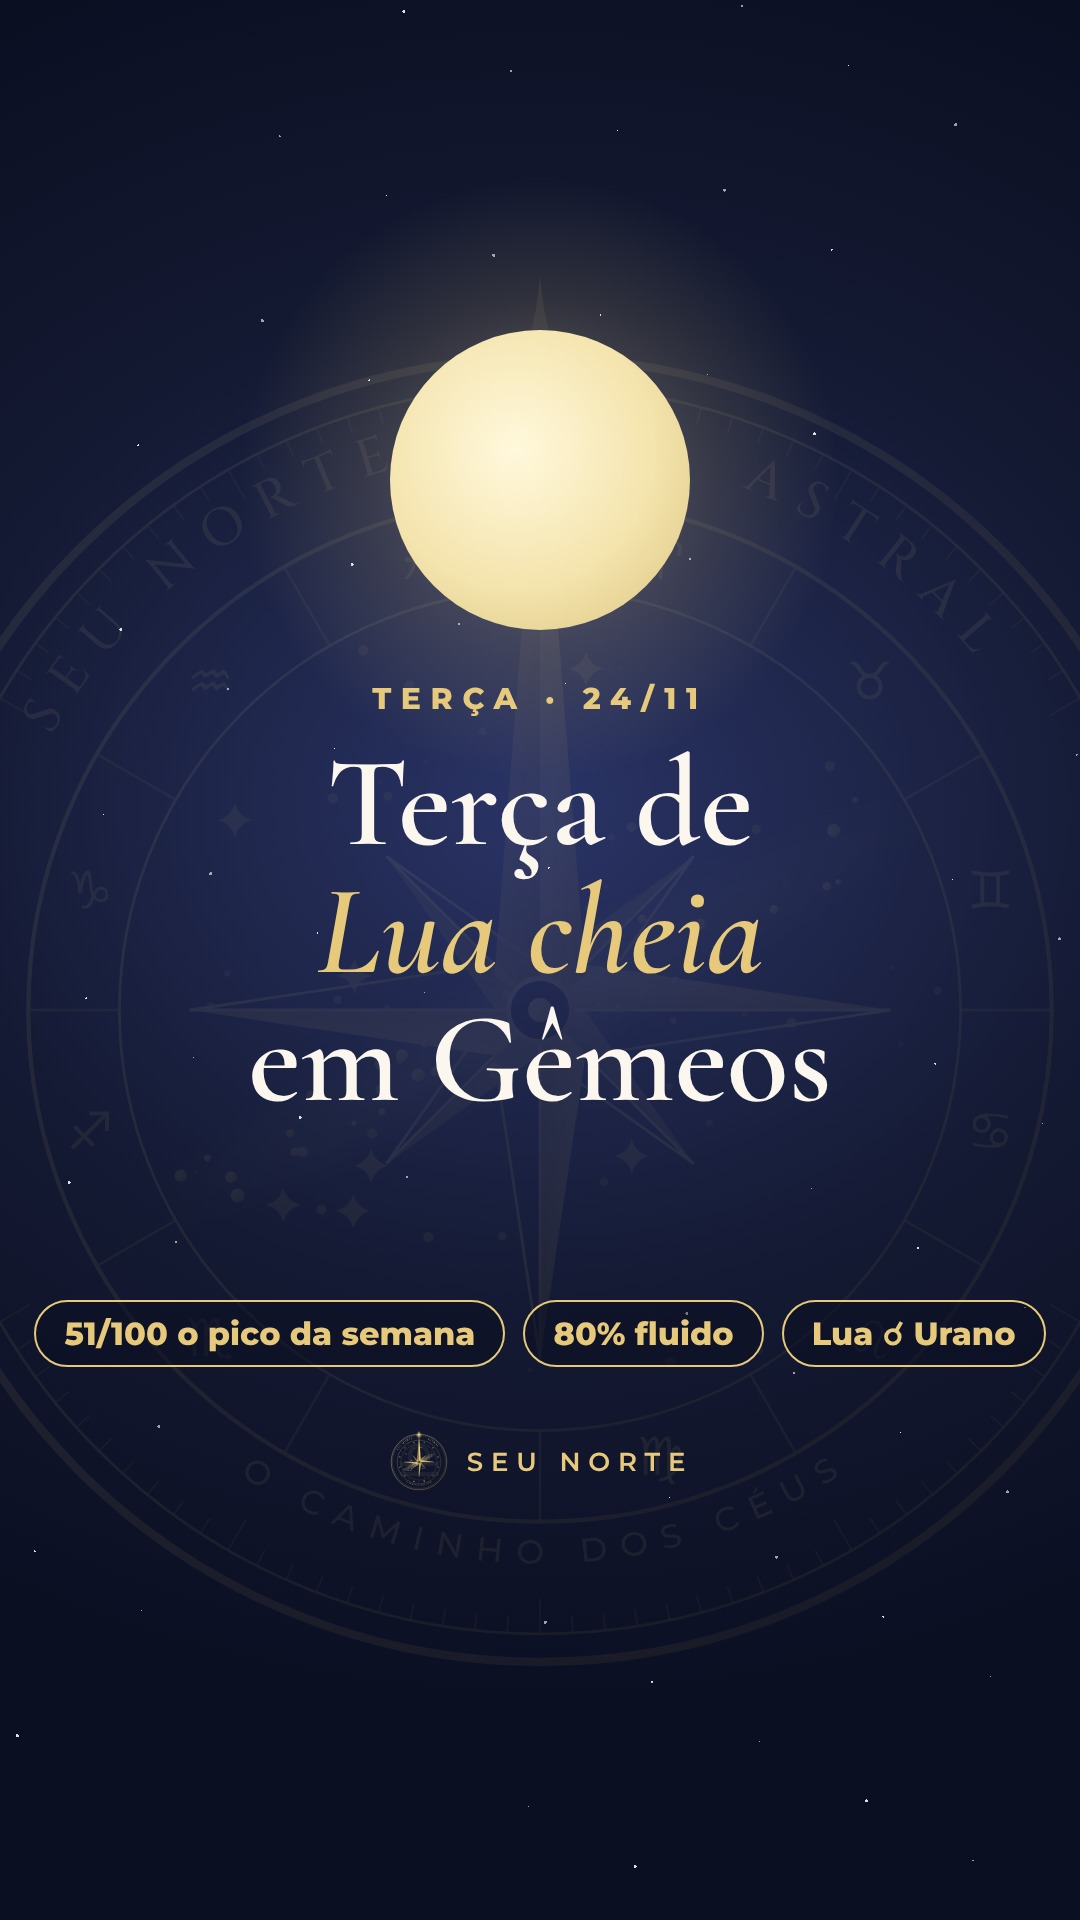 SEU NORTE ASTRAL
TERÇA • 24/11
Terça de
Lua cheia
em Gêmeos
51/100 o pico da semana
80% fluido
Lua ☌ Urano
SEU NORTE
O CAMINHO DOS CÉUS